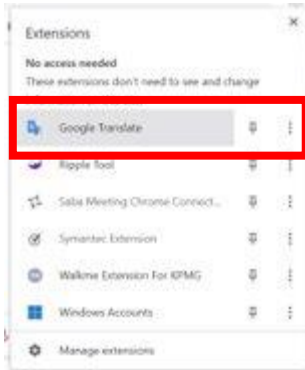 Extensions
No access needed
These extensions don't need to see and change
Google Translate
Ripple Tool
Saba Meeting Chrome Connect...
Symantec Extension
Walkme Extension For KPMG
Windows Accounts
Manage extensions